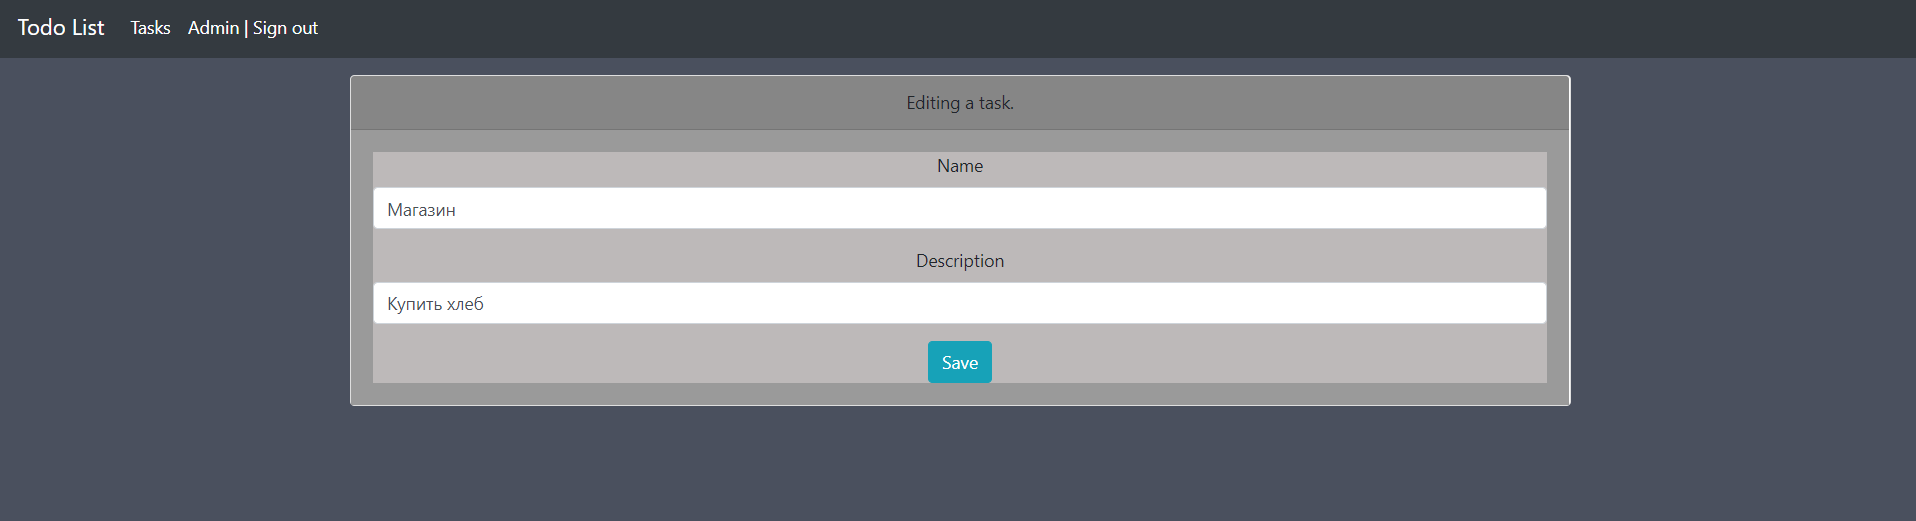 Todo List Tasks Admin | Sign out
Editing a task.
Name
Магазин
Description
Купить хлеб
Save